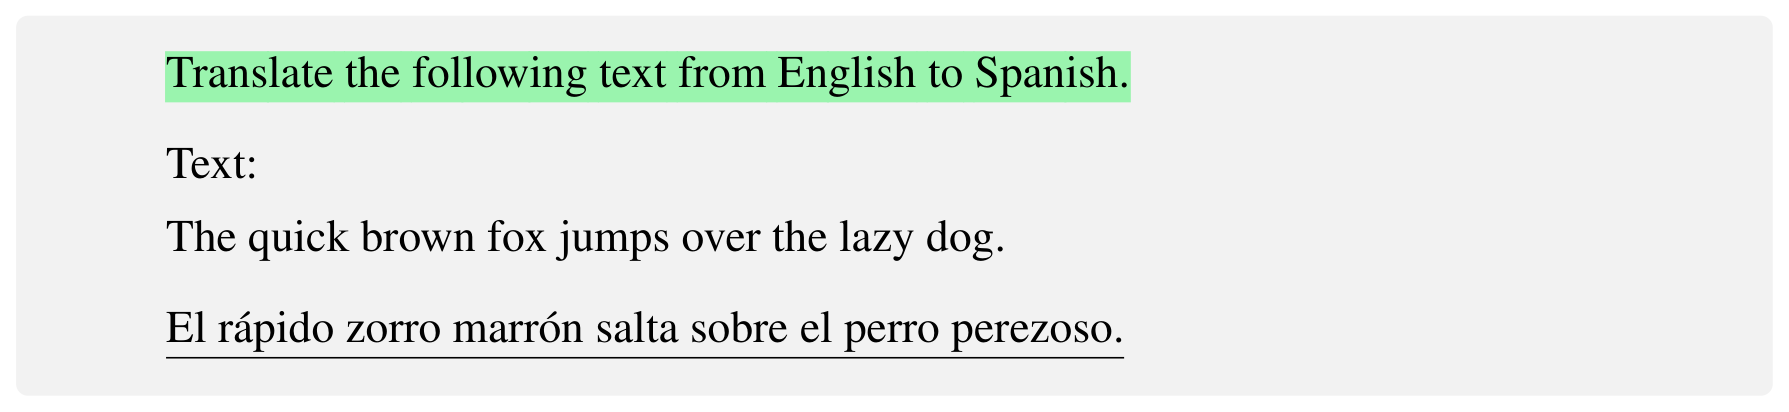 Translate the following text from English to Spanish.
Text:
The quick brown fox jumps over the lazy dog.
El rápido zorro marrón salta sobre el perro perezoso.